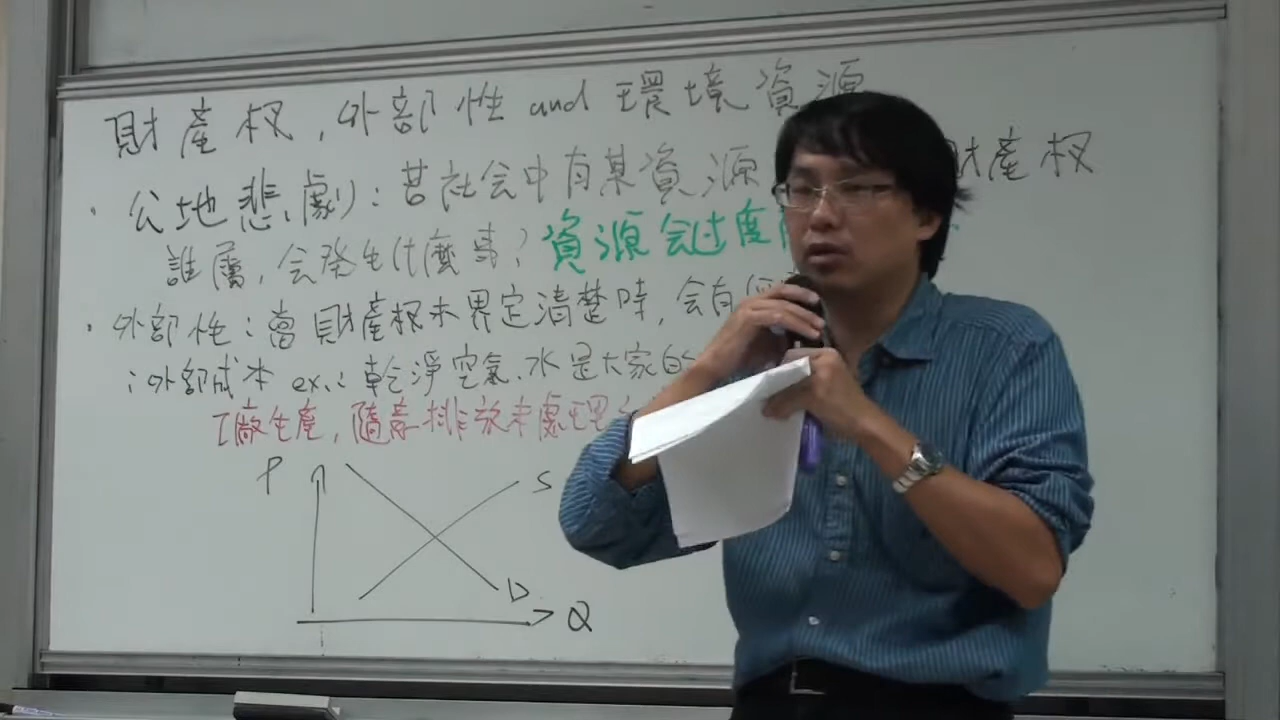 財產权,外部性 and 環境資源
·公地悲劇:若社会中有某資源 財產权
誰屬,会發生什麼事?資源会过度
·外部性:當財產权未界定清楚時,会有
:外部成本 ex.:乾淨空氣、水是大家的
工廠生產,隨意排放未處理
P
S
D
Q